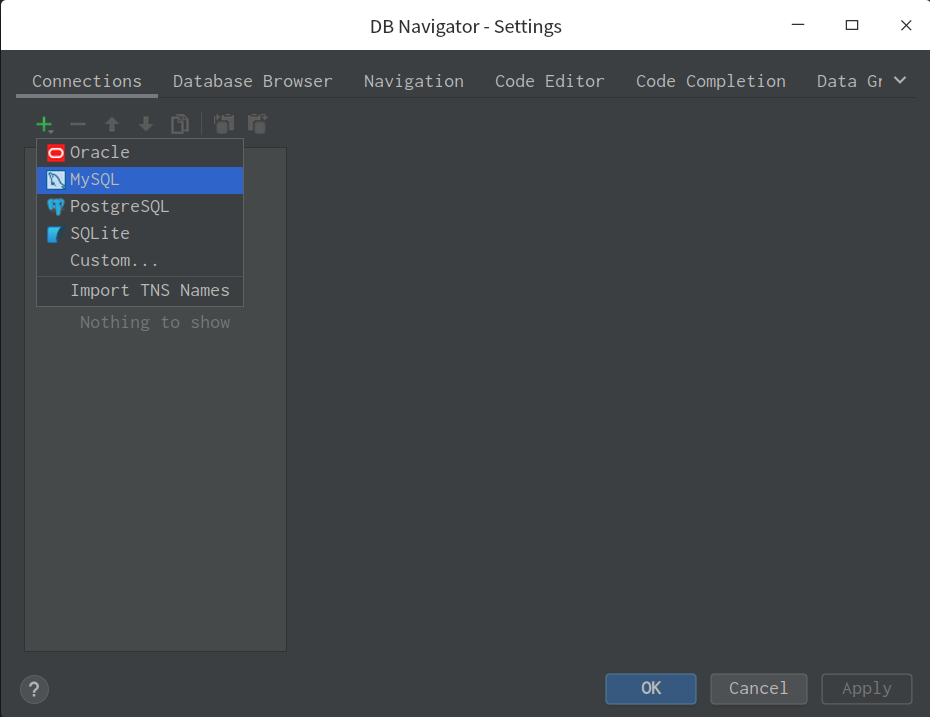 DB Navigator - Settings
Connections Database Browser Navigation Code Editor Code Completion Data Gr
Oracle
MySQL
PostgreSQL
SQLite
Custom...
Import TNS Names
Nothing to show
? OK Cancel Apply